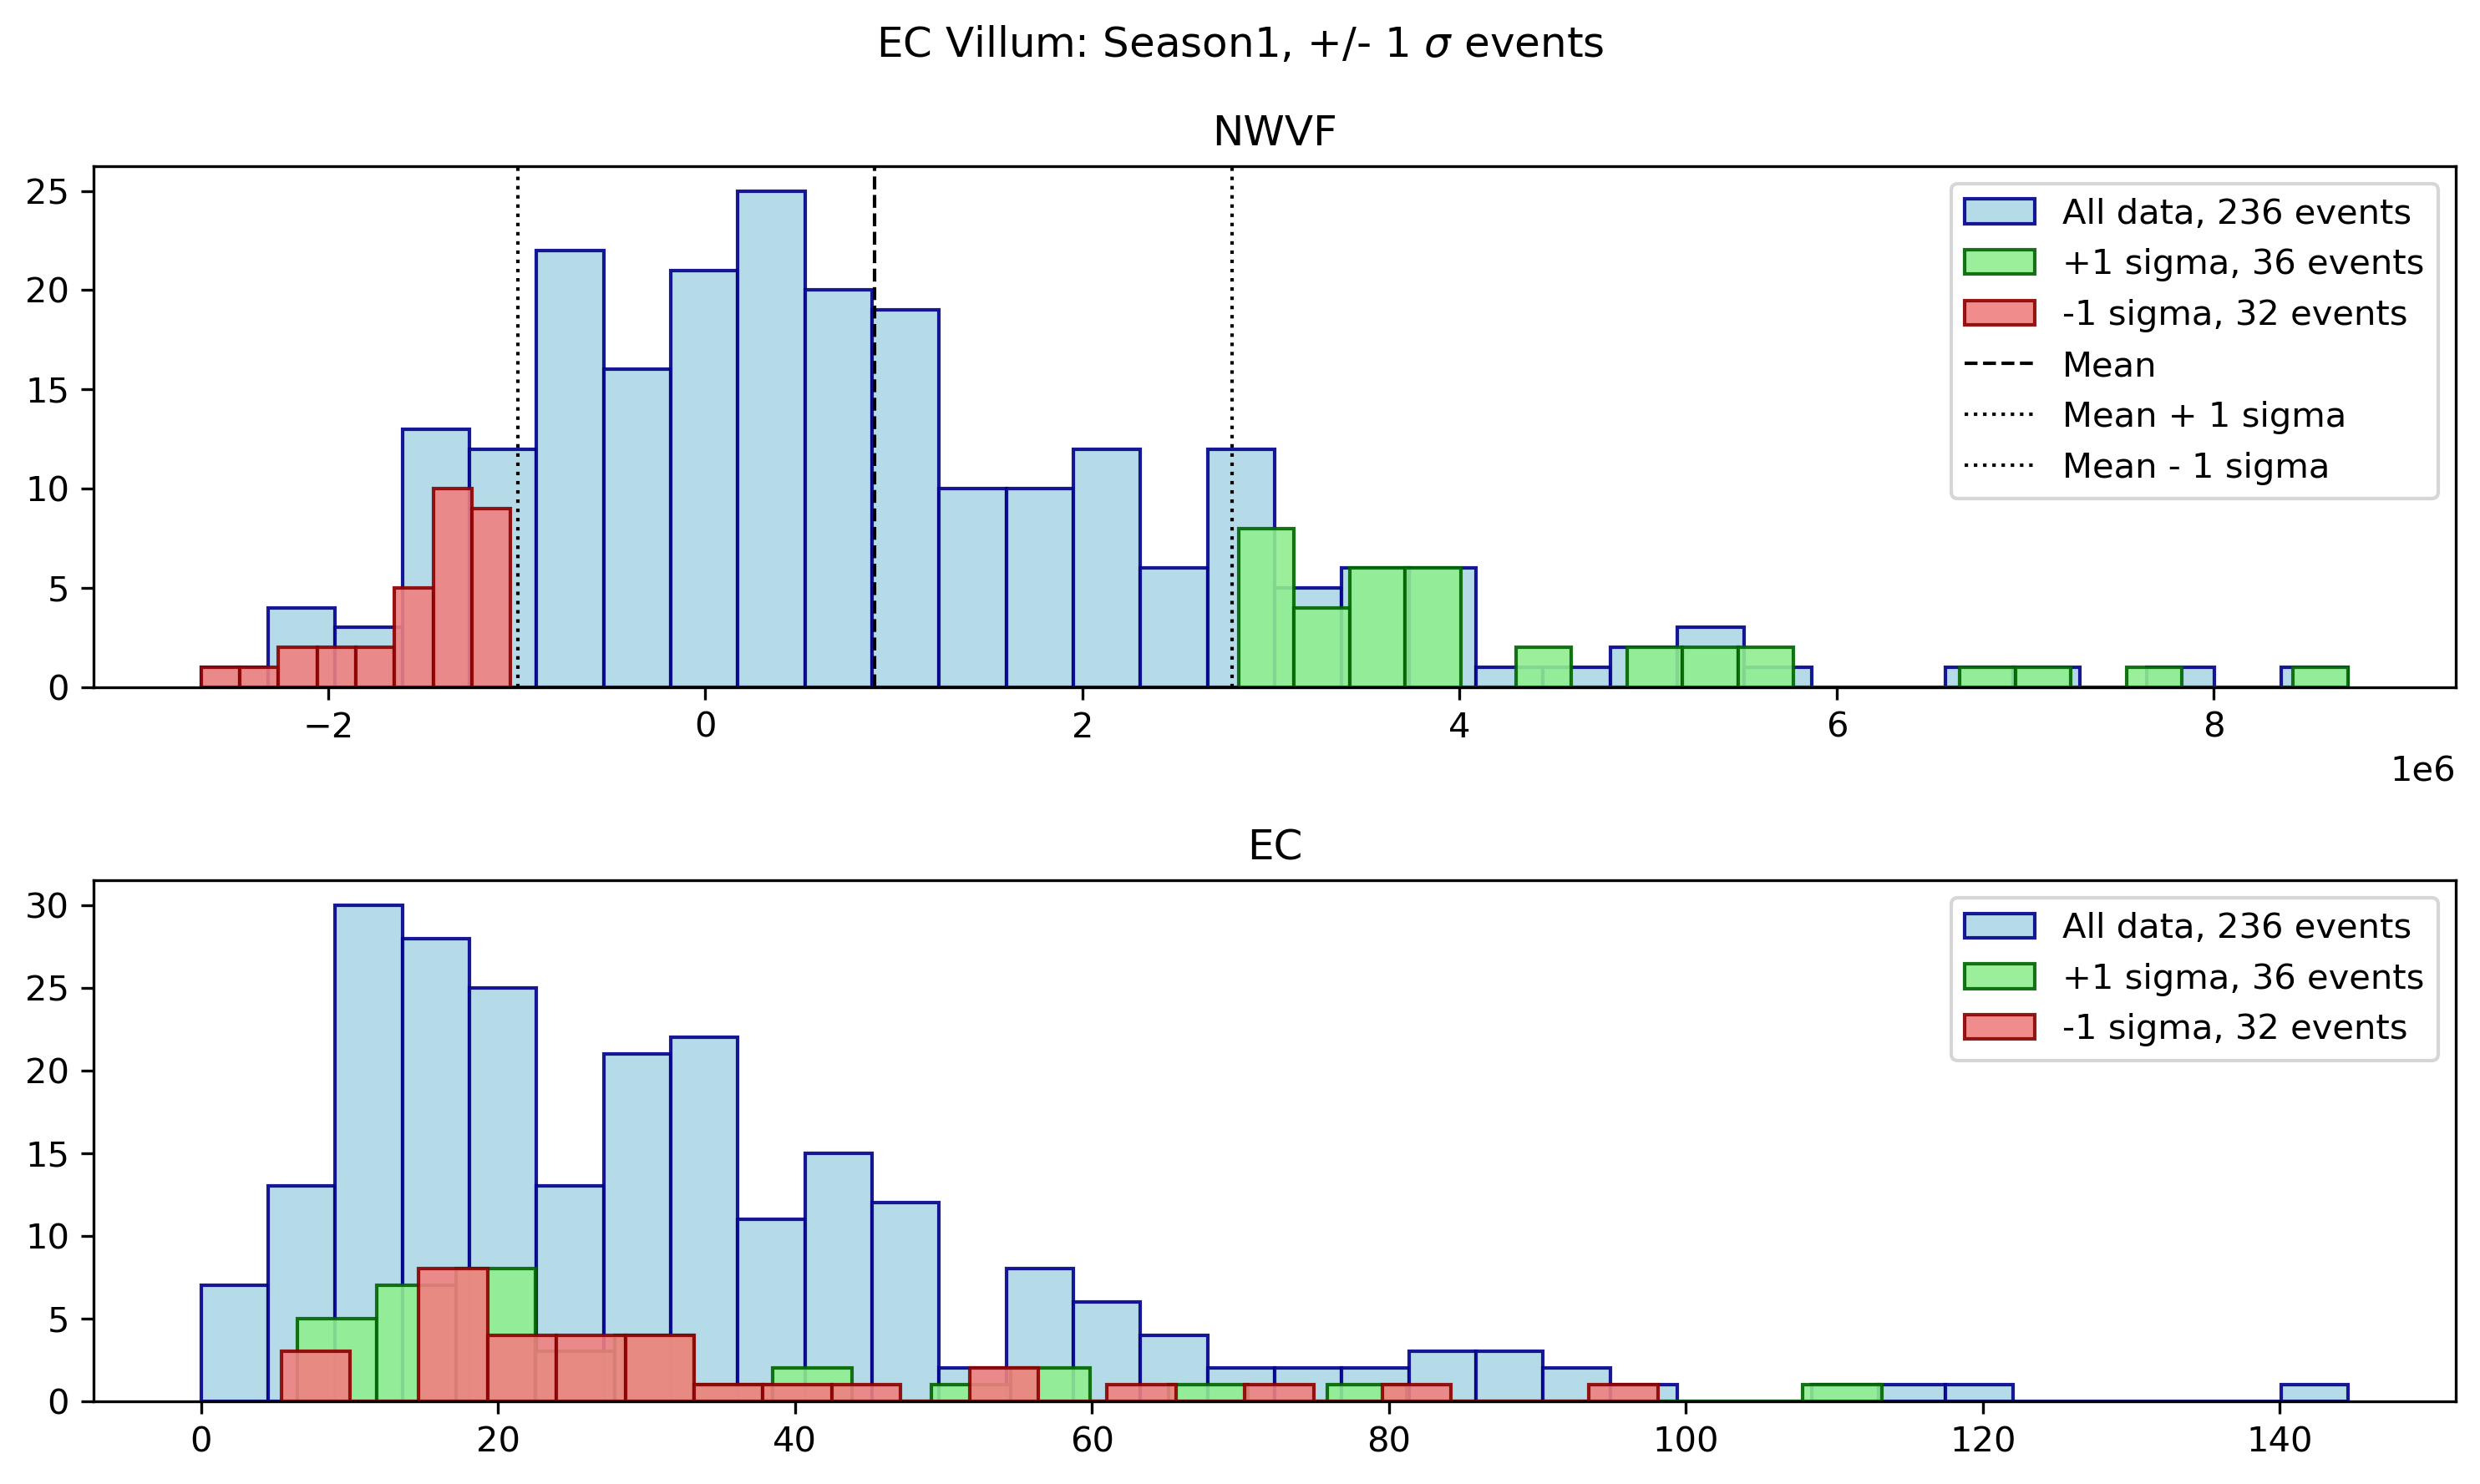 EC Villum: Season1, +/- 1 σ events
NWVF
25
20
15
10
5
0
All data, 236 events
+1 sigma, 36 events
-1 sigma, 32 events
Mean
Mean + 1 sigma
Mean - 1 sigma
−2 0 2 4 6 8
1e6
EC
30
25
20
15
10
5
0
All data, 236 events
+1 sigma, 36 events
-1 sigma, 32 events
0 20 40 60 80 100 120 140